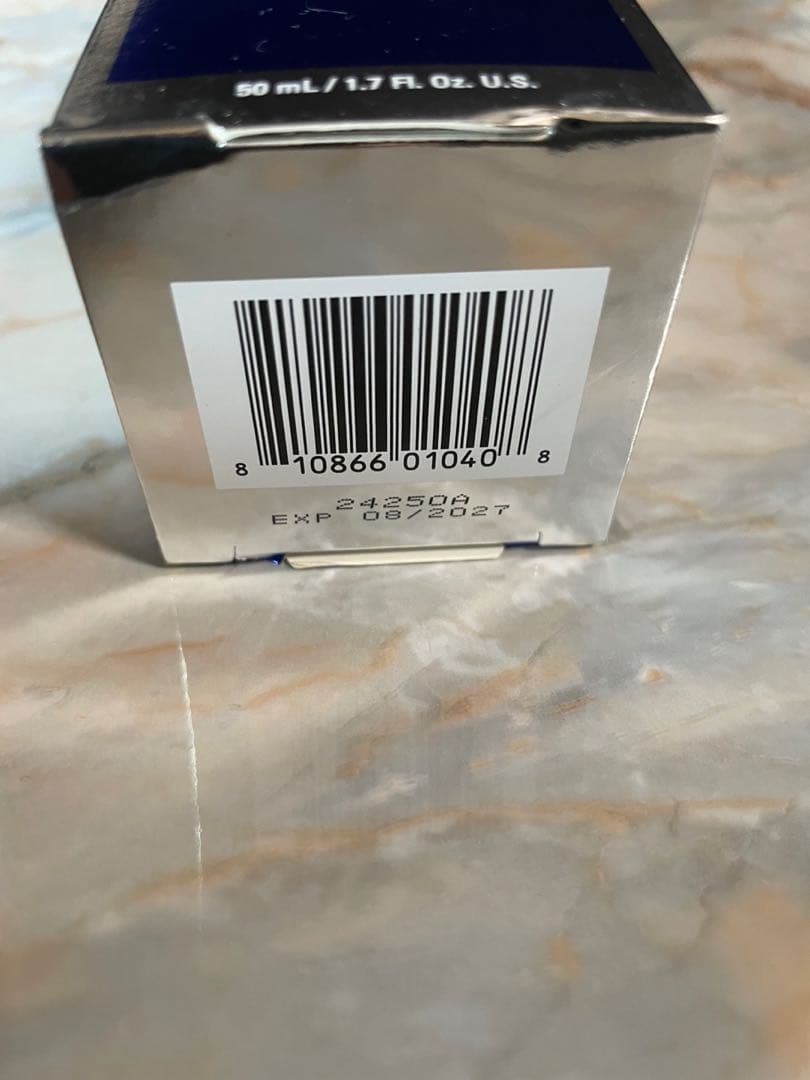 50 mL / 1.7 Fl. Oz. U.S.
8 10866 01040 8
24250A
EXP 08/2027